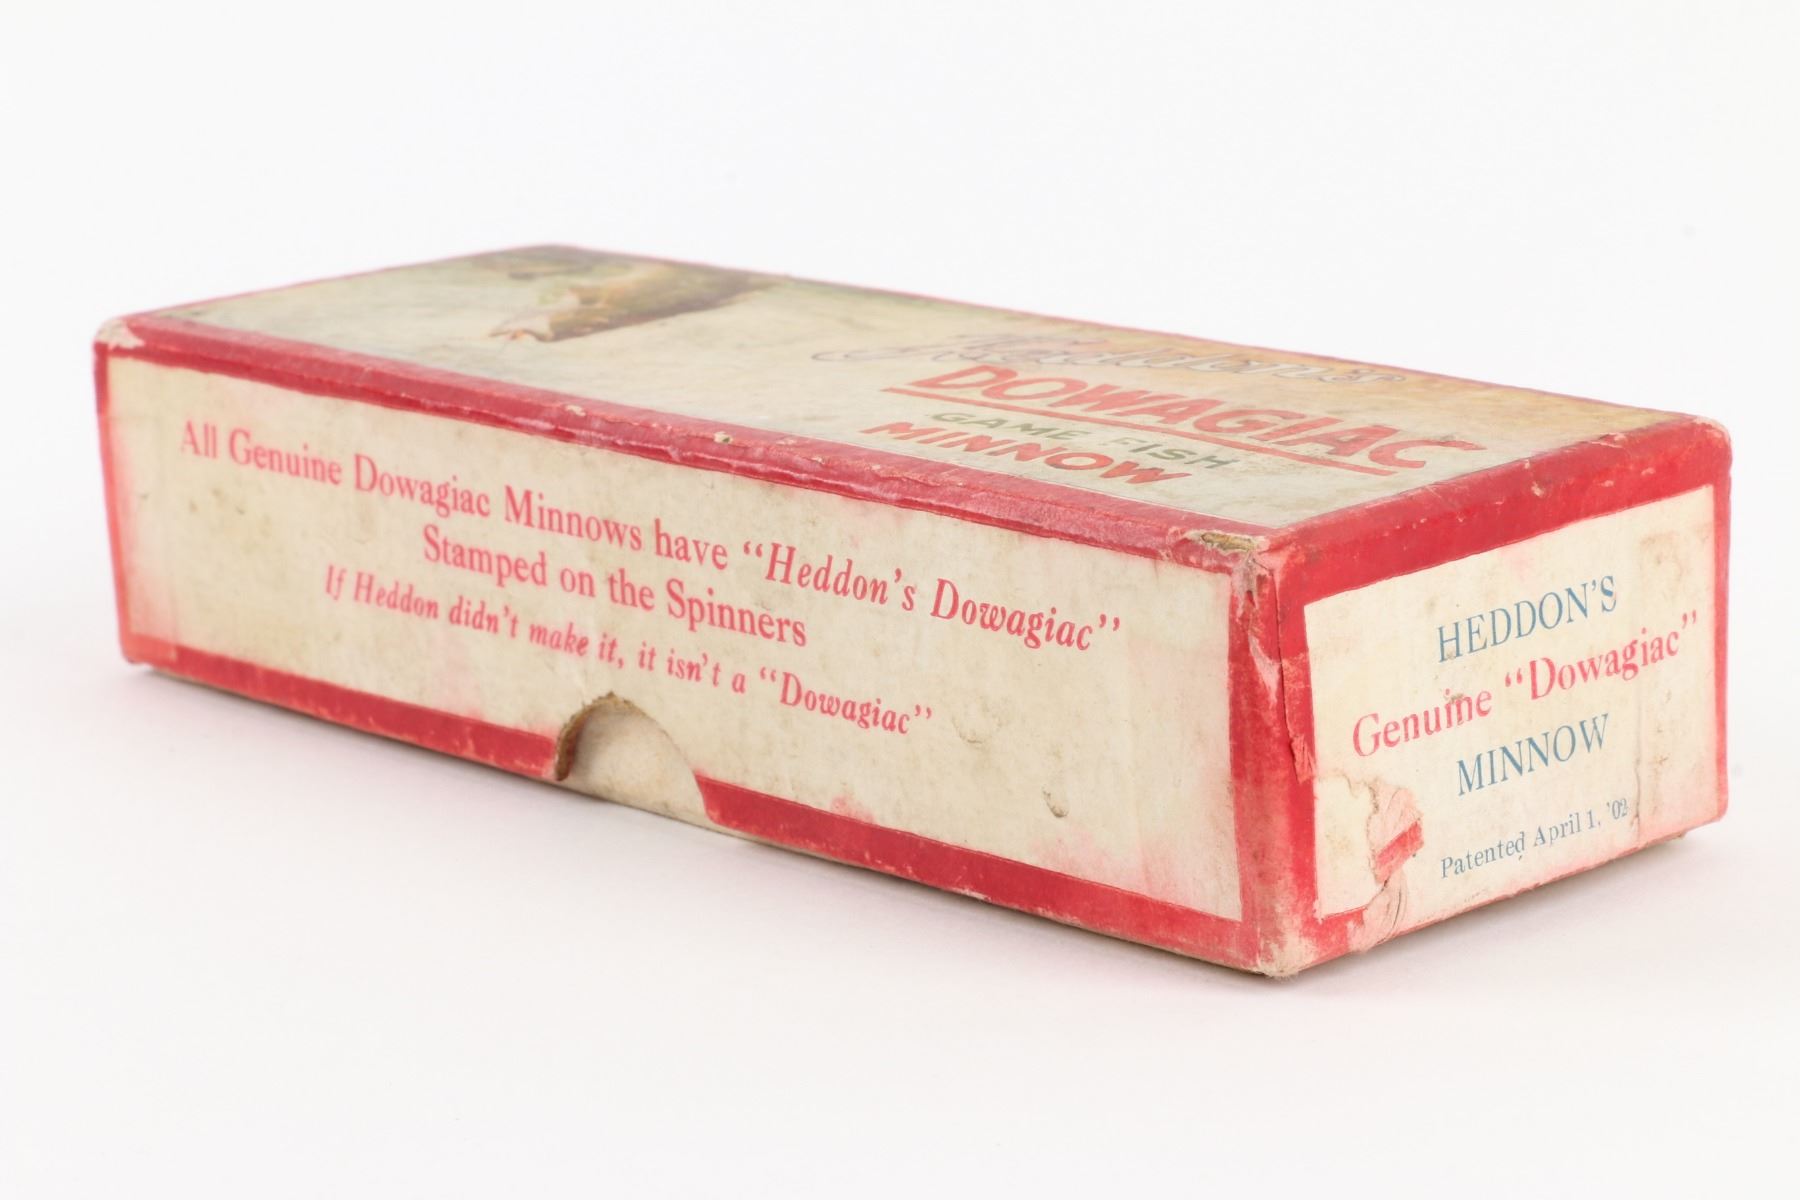 Heddon's
DOWAGIAC
GAME FISH
MINNOW
All Genuine Dowagiac Minnows have "Heddon's Dowagiac"
Stamped on the Spinners
If Heddon didn't make it, it isn't a "Dowagiac"
HEDDON'S
Genuine "Dowagiac"
MINNOW
Patented April 1, '02